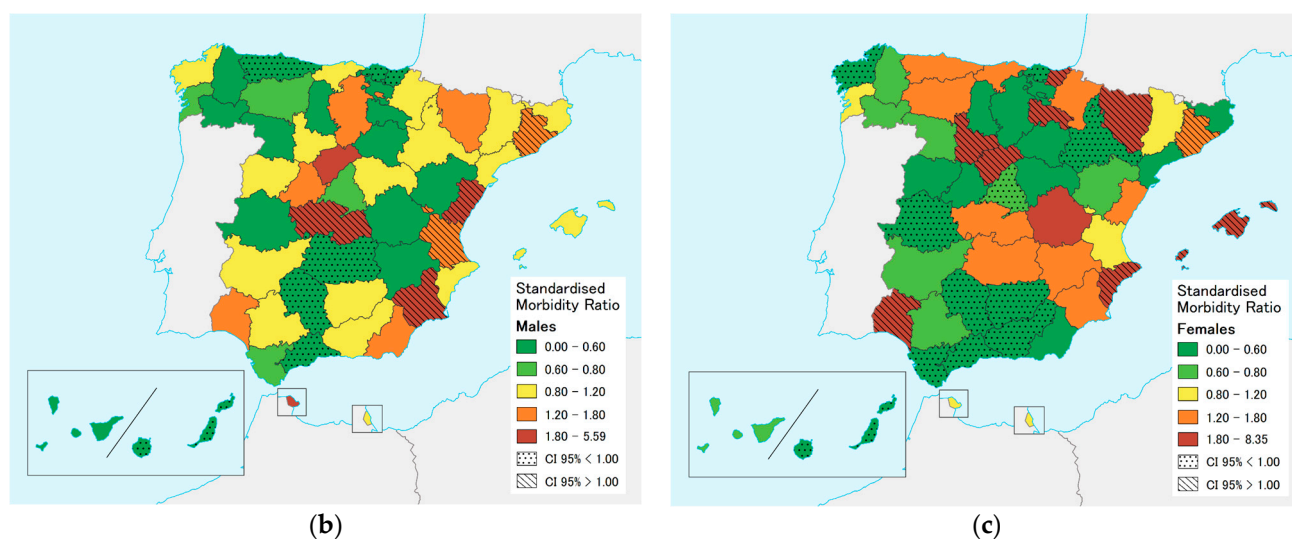 Standardised
Morbidity Ratio
Males
0.00 – 0.60
0.60 – 0.80
0.80 – 1.20
1.20 – 1.80
1.80 – 5.59
CI 95% < 1.00
CI 95% > 1.00
(b)
Standardised
Morbidity Ratio
Females
0.00 – 0.60
0.60 – 0.80
0.80 – 1.20
1.20 – 1.80
1.80 – 8.35
CI 95% < 1.00
CI 95% > 1.00
(c)